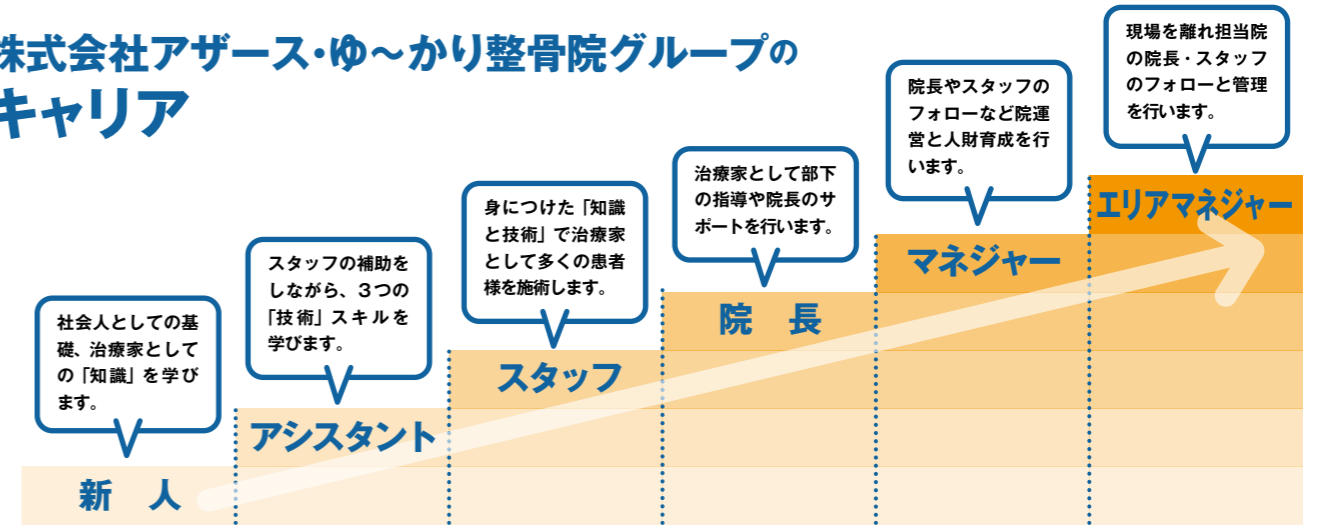 株式会社アザース・ゆ～かり整骨院グループの
キャリア
社会人としての基
礎、治療家として
の「知識」を学び
ます。
新　人
スタッフの補助を
しながら、３つの
「技術」スキルを
学びます。
アシスタント
身につけた「知識
と技術」で治療家
として多くの患者
様を施術します。
スタッフ
治療家として部下
の指導や院長のサ
ポートを行います。
院　長
院長やスタッフの
フォローなど院運
営と人財育成を行
います。
マネジャー
現場を離れ担当院
の院長・スタッフ
のフォローと管理
を行います。
エリアマネジャー